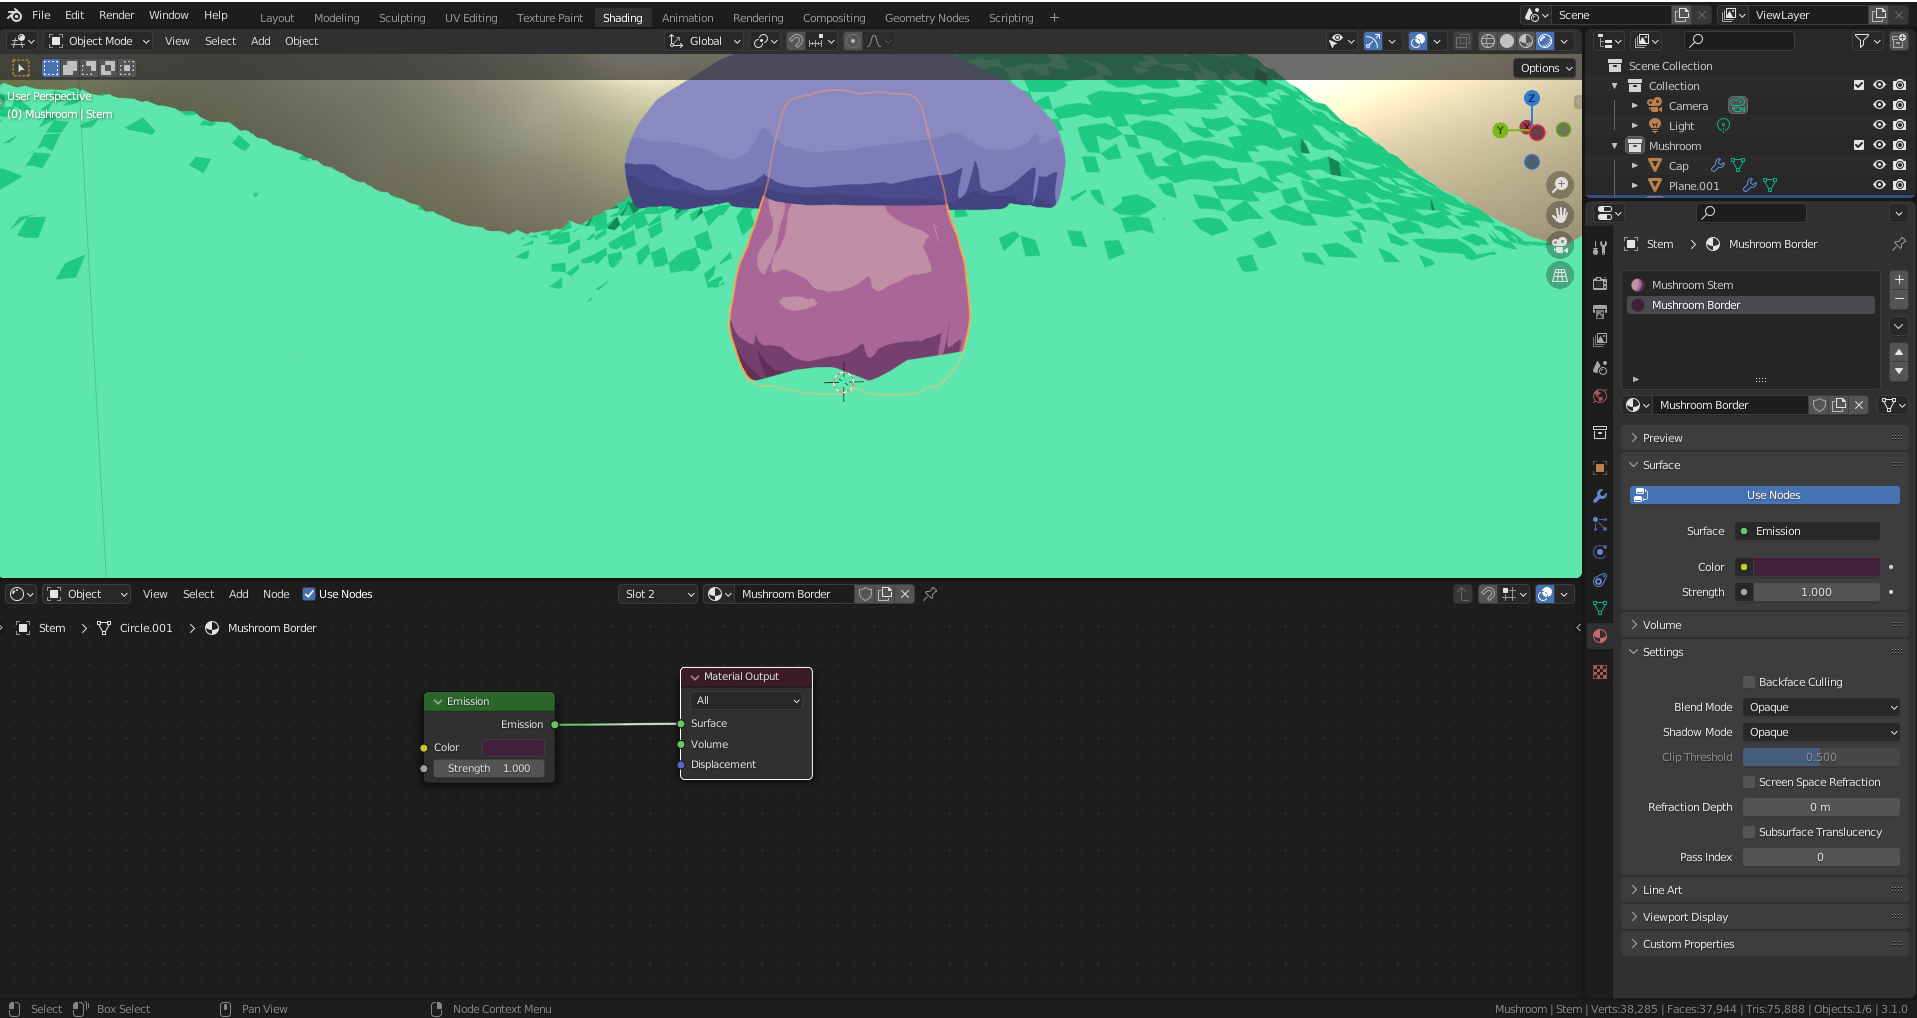 File Edit Render Window Help Layout Modeling Sculpting UV Editing Texture Paint Shading Animation Rendering Compositing Geometry Nodes Scripting + Scene ViewLayer
Object Mode View Select Add Object Global
Options
User Perspective
(0) Mushroom | Stem
Z
Y
X
Scene Collection
Collection
Camera
Light
Mushroom
Cap
Plane.001
Stem > Mushroom Border
Mushroom Stem
Mushroom Border
Mushroom Border
Preview
Surface
Use Nodes
Surface Emission
Color
Strength 1.000
Volume
Settings
Backface Culling
Blend Mode Opaque
Shadow Mode Opaque
Clip Threshold 0.500
Screen Space Refraction
Refraction Depth 0 m
Subsurface Translucency
Pass Index 0
Line Art
Viewport Display
Custom Properties
Object View Select Add Node Use Nodes Slot 2 Mushroom Border
Stem > Circle.001 > Mushroom Border
Emission
Emission
Color
Strength 1.000
Material Output
All
Surface
Volume
Displacement
Select Box Select Pan View Node Context Menu Mushroom | Stem | Verts:38,285 | Faces:37,944 | Tris:75,888 | Objects:1/6 | 3.1.0